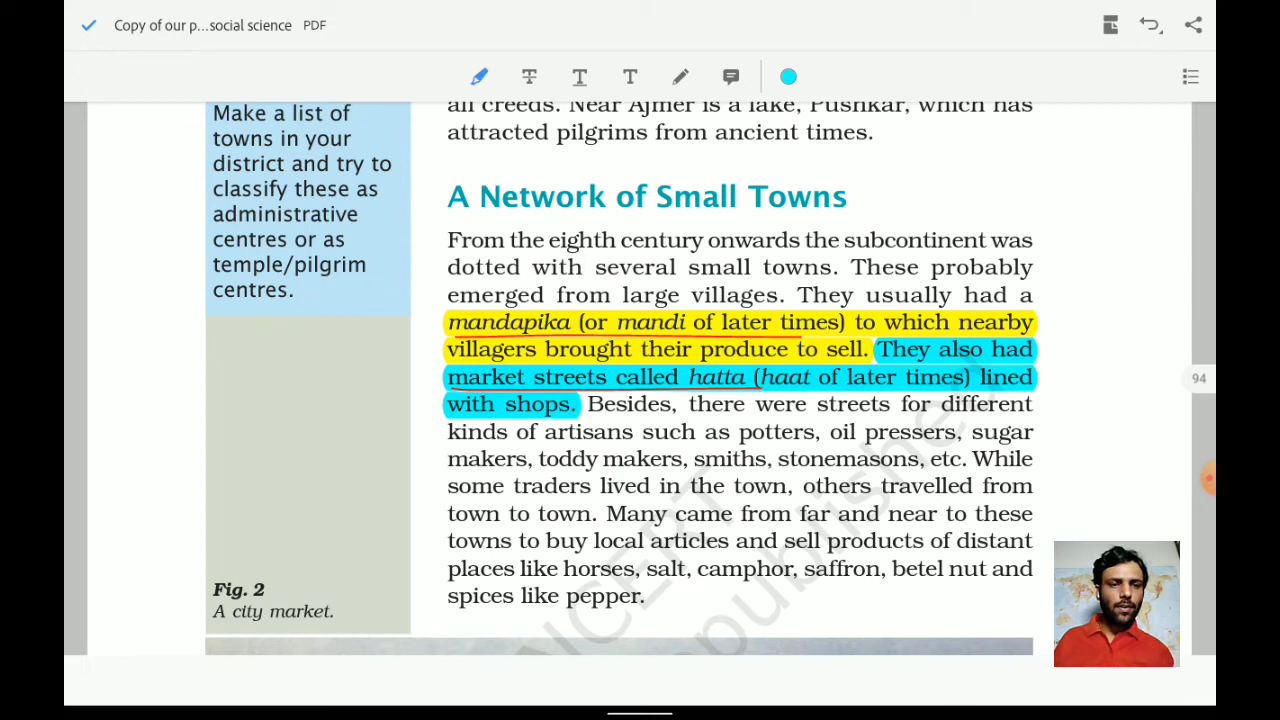 Copy of our p...social science PDF
Make a list of
towns in your
district and try to
classify these as
administrative
centres or as
temple/pilgrim
centres.
Fig. 2
A city market.
all creeds. Near Ajmer is a lake, Pushkar, which has
attracted pilgrims from ancient times.
A Network of Small Towns
From the eighth century onwards the subcontinent was
dotted with several small towns. These probably
emerged from large villages. They usually had a
mandapika (or mandi of later times) to which nearby
villagers brought their produce to sell. They also had
market streets called hatta (haat of later times) lined
with shops. Besides, there were streets for different
kinds of artisans such as potters, oil pressers, sugar
makers, toddy makers, smiths, stonemasons, etc. While
some traders lived in the town, others travelled from
town to town. Many came from far and near to these
towns to buy local articles and sell products of distant
places like horses, salt, camphor, saffron, betel nut and
spices like pepper.
94